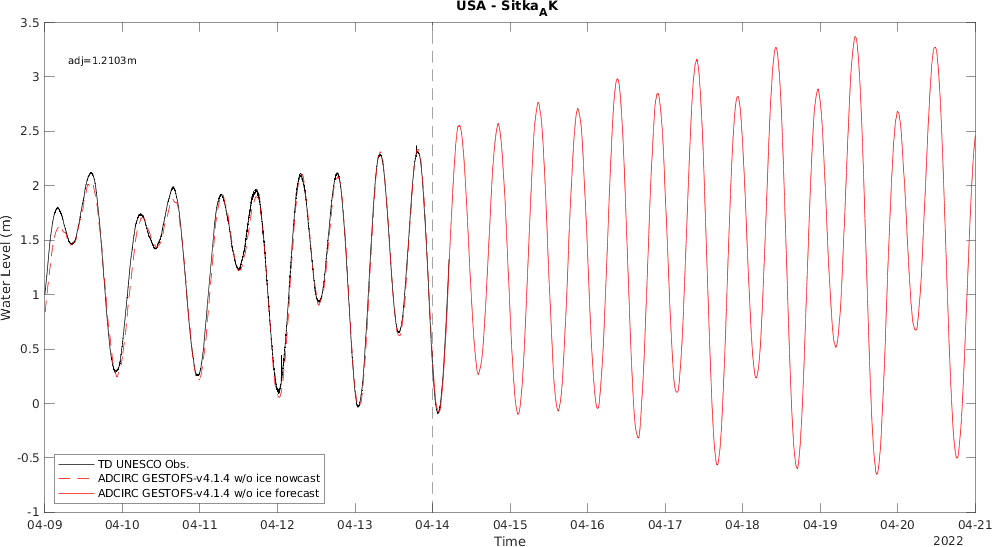 USA - Sitka_AK
adj=1.2103m
3.5
3
2.5
2
1.5
1
0.5
0
-0.5
-1
Water Level (m)
TD UNESCO Obs.
ADCIRC GESTOFS-v4.1.4 w/o ice nowcast
ADCIRC GESTOFS-v4.1.4 w/o ice forecast
04-09 04-10 04-11 04-12 04-13 04-14 04-15 04-16 04-17 04-18 04-19 04-20 04-21
Time
2022